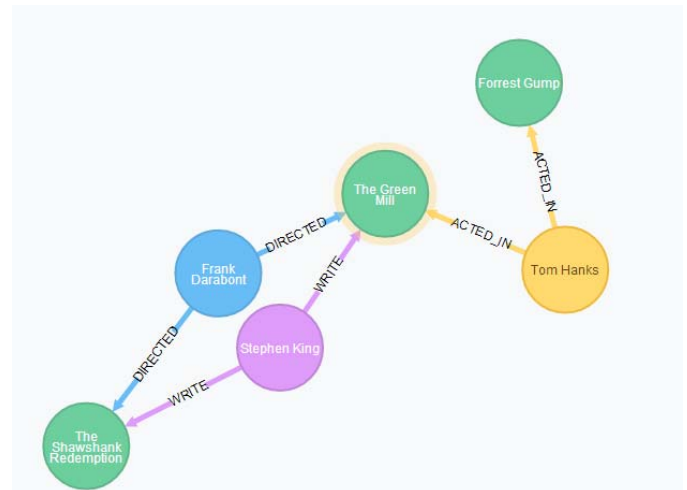 Forrest Gump
ACTED_IN
The Green
Mill
DIRECTED
ACTED_IN
Frank
Darabont
WRITE
Tom Hanks
Stephen King
DIRECTED
WRITE
The
Shawshank
Redemption